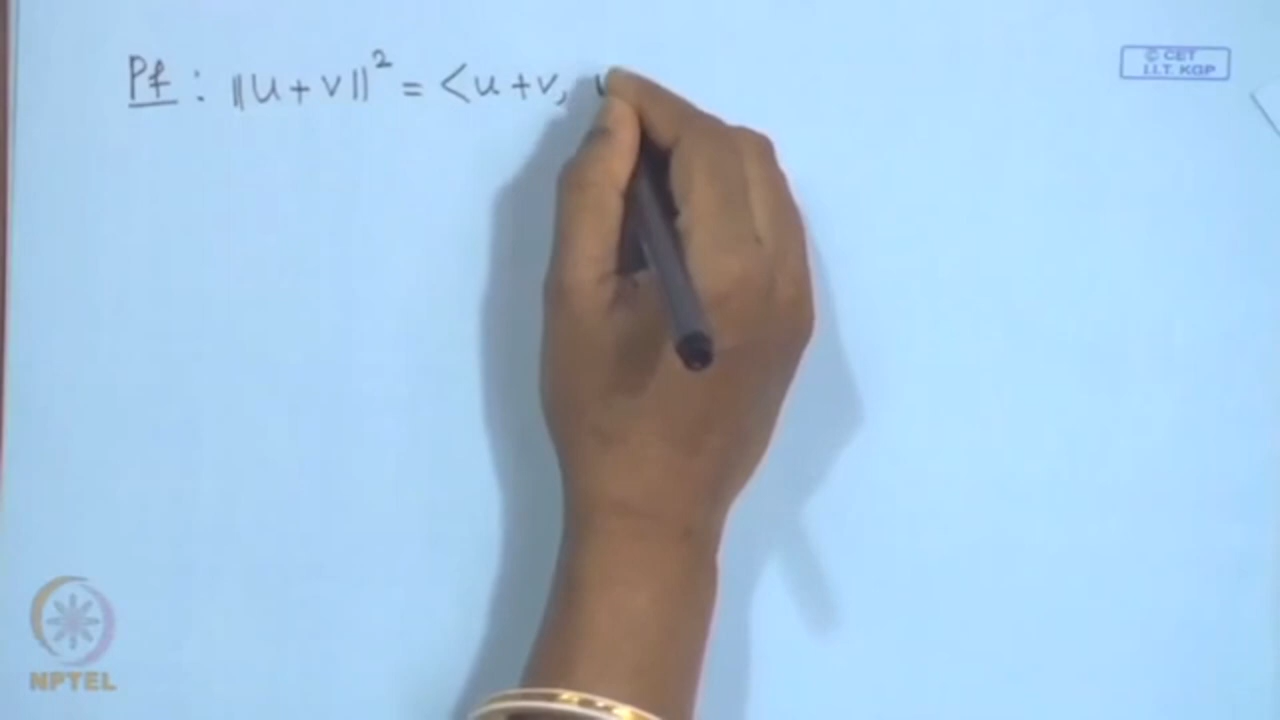 Pf : ||u+v||² = <u+v, u
© CET
I.I.T. KGP
NPTEL